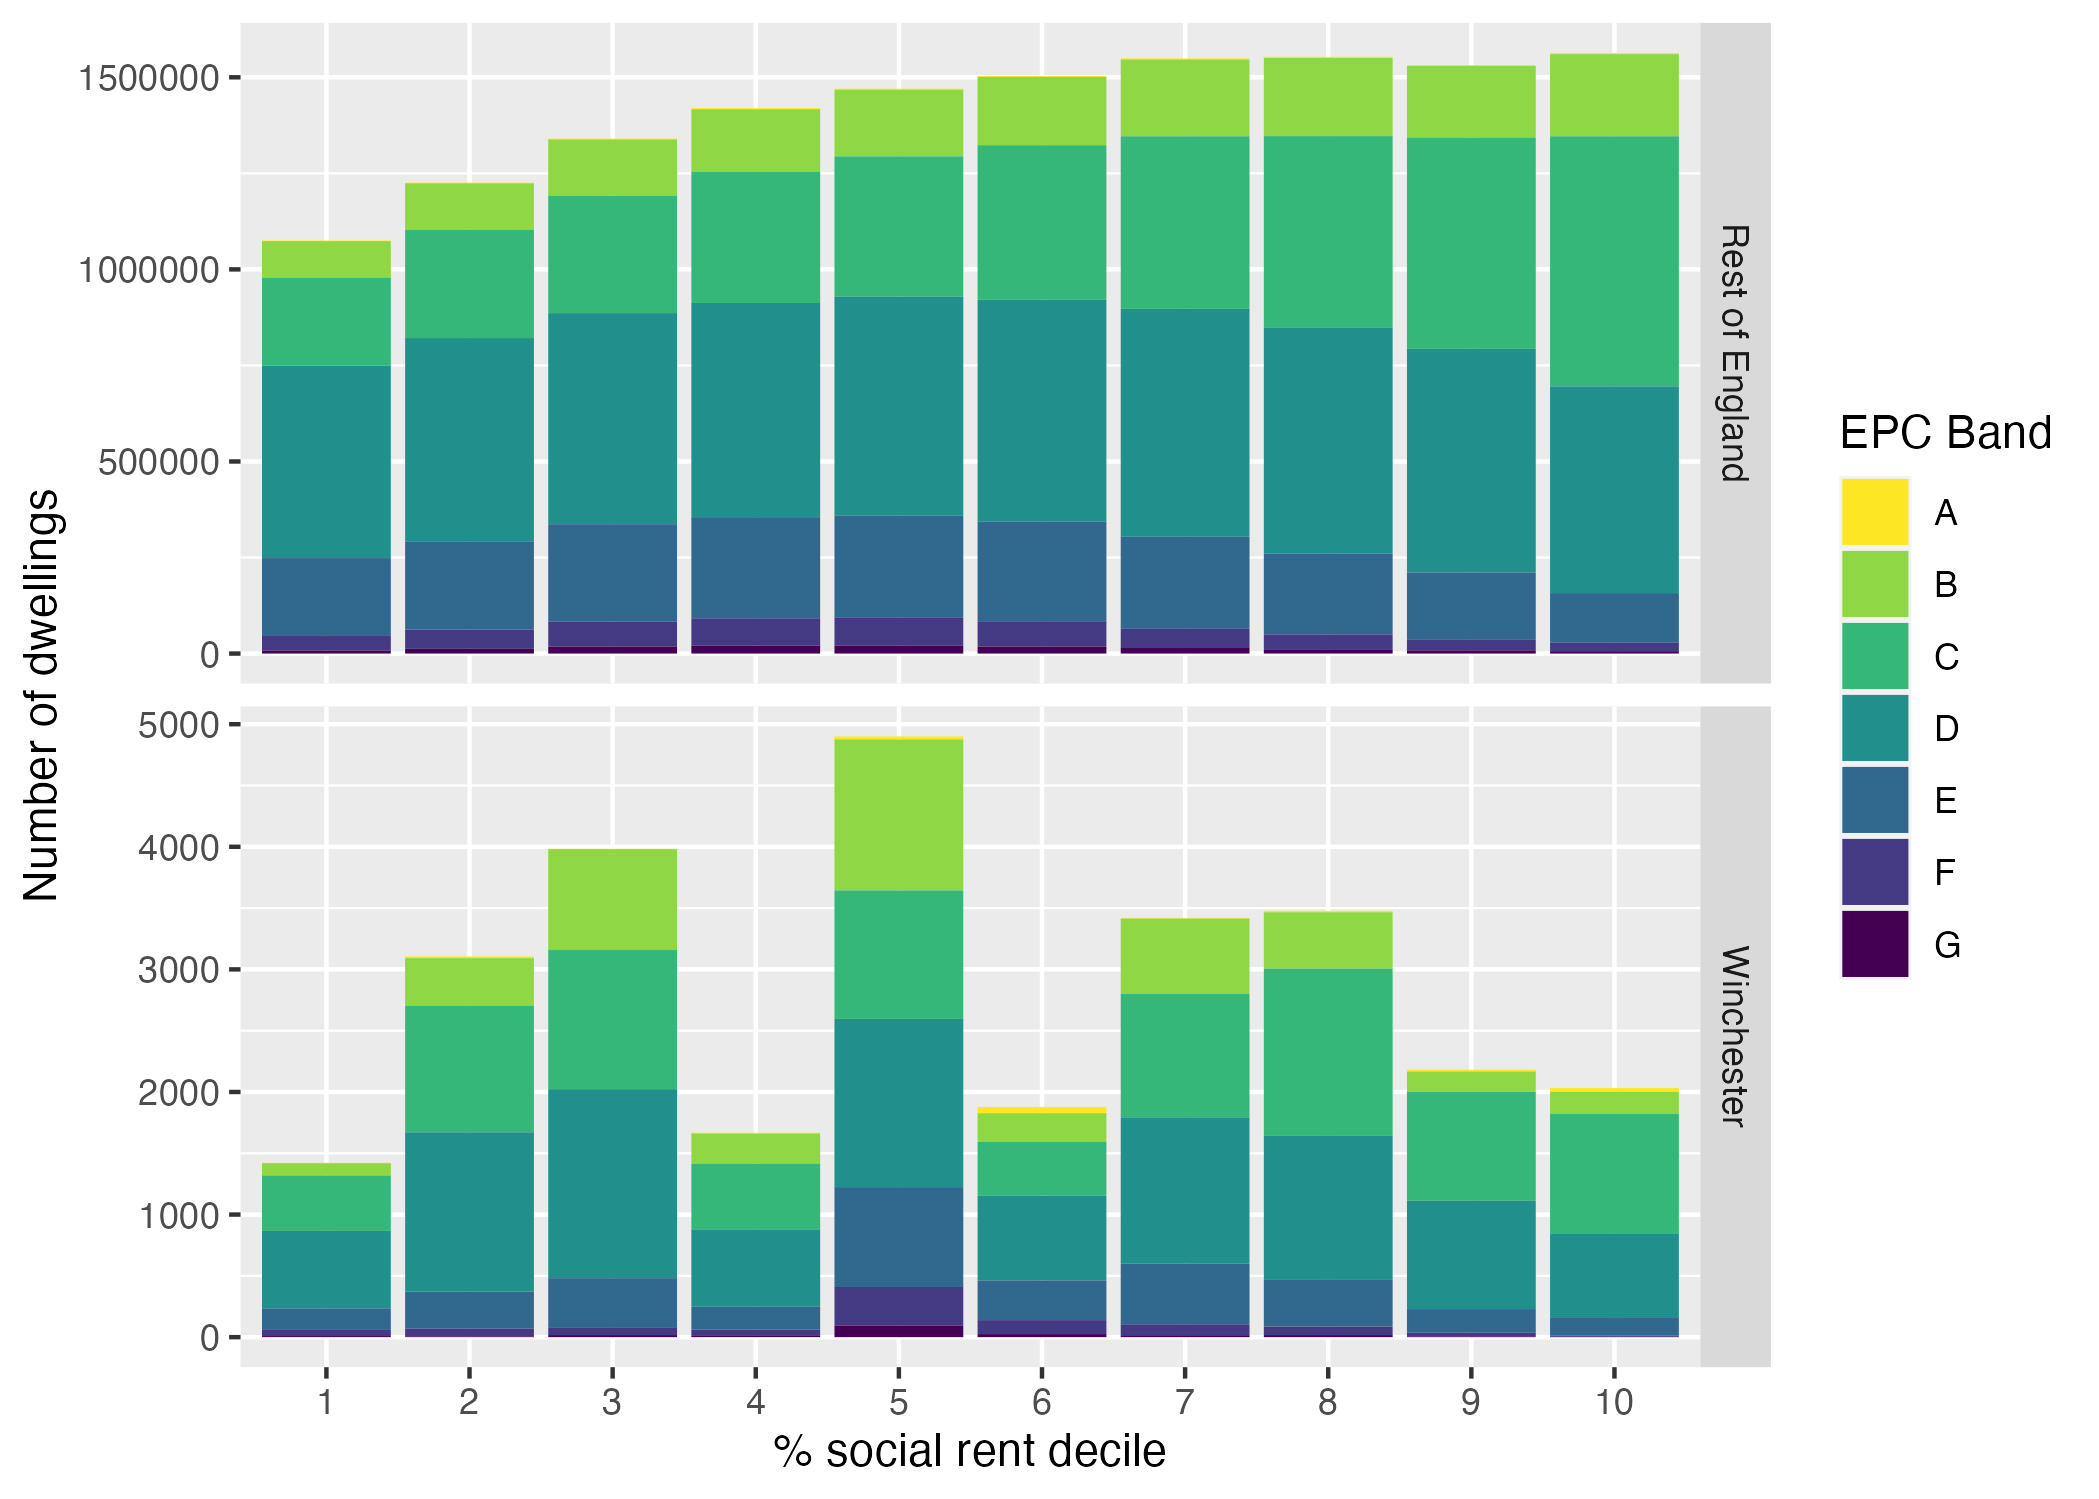 1500000
1000000
500000
0
Rest of England
5000
4000
3000
2000
1000
0
Winchester
Number of dwellings
1 2 3 4 5 6 7 8 9 10
% social rent decile
EPC Band
A
B
C
D
E
F
G